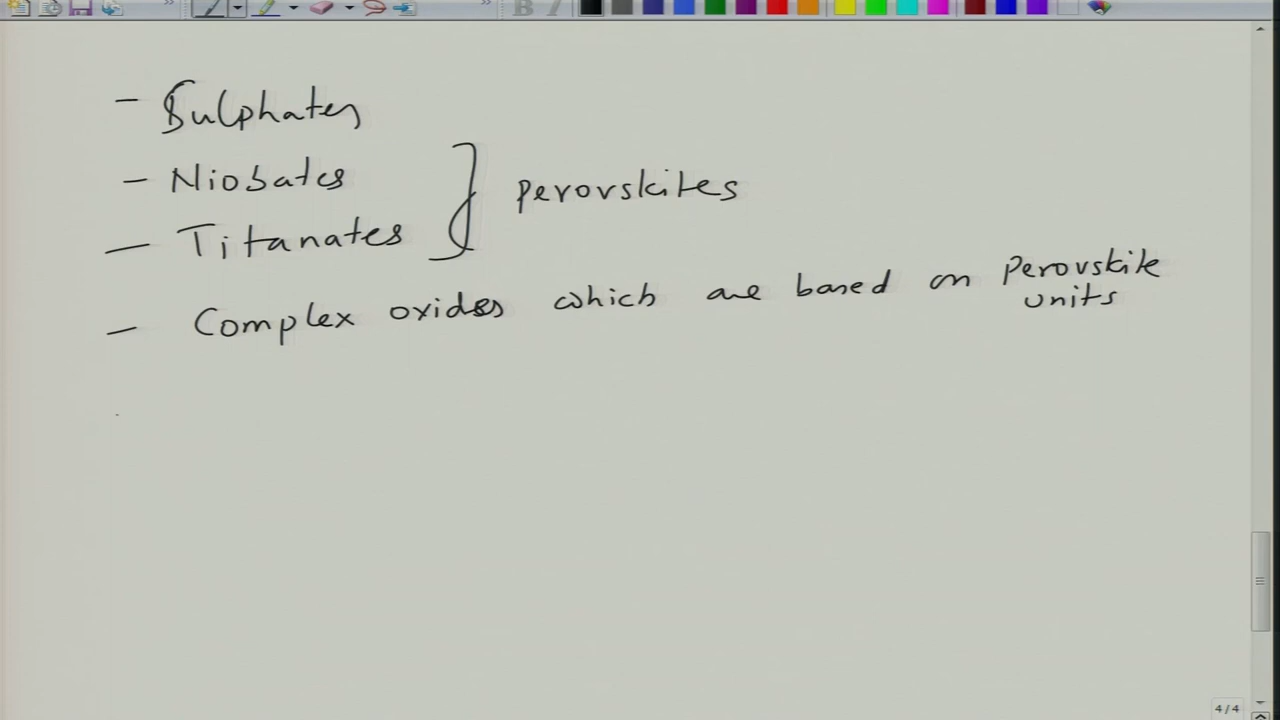 - Sulphates
- Niobates
- Titanates
perovskites
- Complex oxides which are based on perovskite
units
4/4